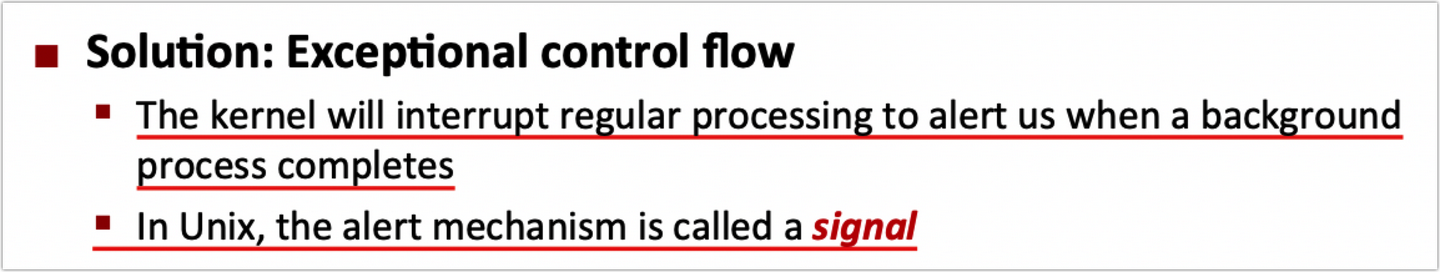 Solution: Exceptional control flow
The kernel will interrupt regular processing to alert us when a background
process completes
In Unix, the alert mechanism is called a signal